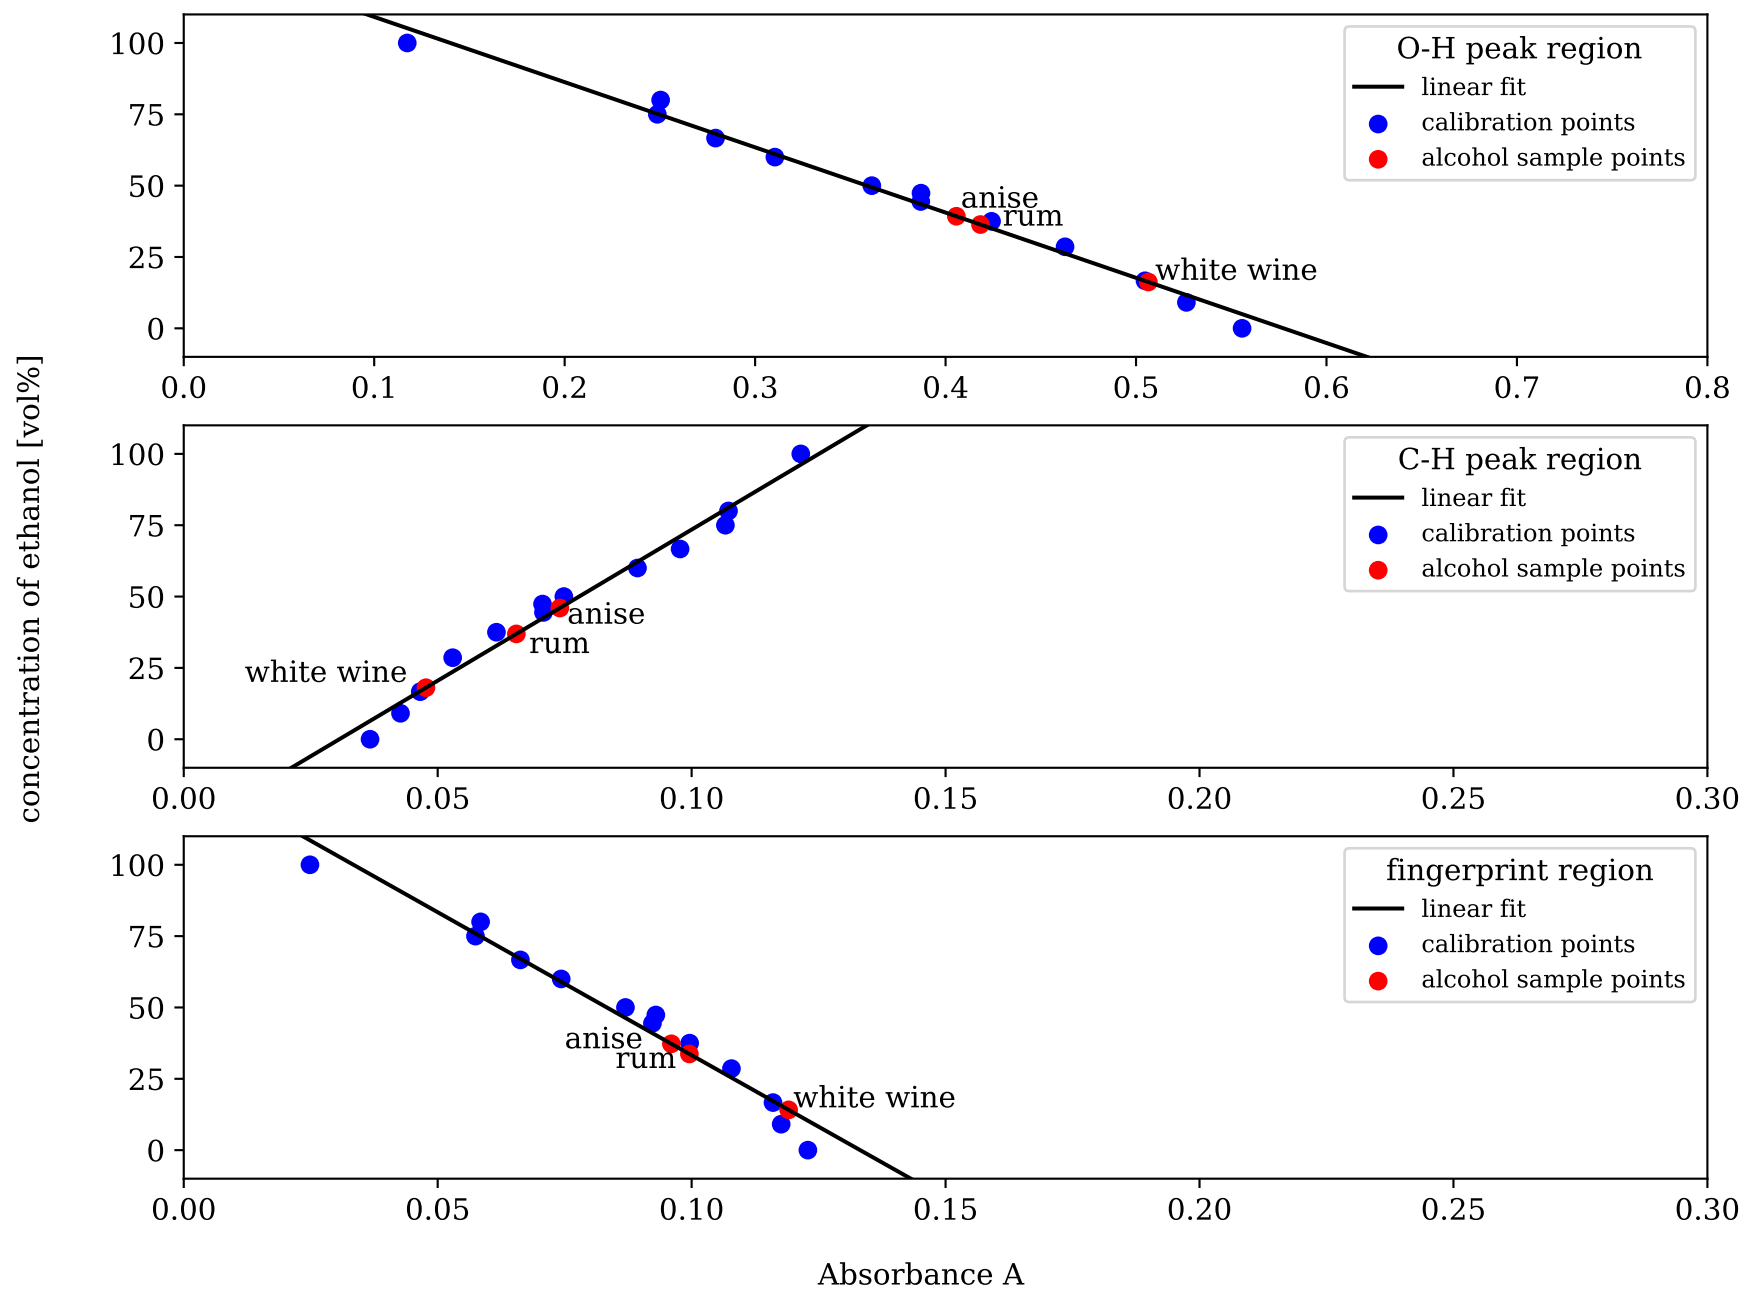 concentration of ethanol [vol%]
100
75
50
25
0
O-H peak region
linear fit
calibration points
alcohol sample points
anise
rum
white wine
0.0 0.1 0.2 0.3 0.4 0.5 0.6 0.7 0.8
100
75
50
25
0
C-H peak region
linear fit
calibration points
alcohol sample points
anise
rum
white wine
0.00 0.05 0.10 0.15 0.20 0.25 0.30
100
75
50
25
0
fingerprint region
linear fit
calibration points
alcohol sample points
anise
rum
white wine
0.00 0.05 0.10 0.15 0.20 0.25 0.30
Absorbance A